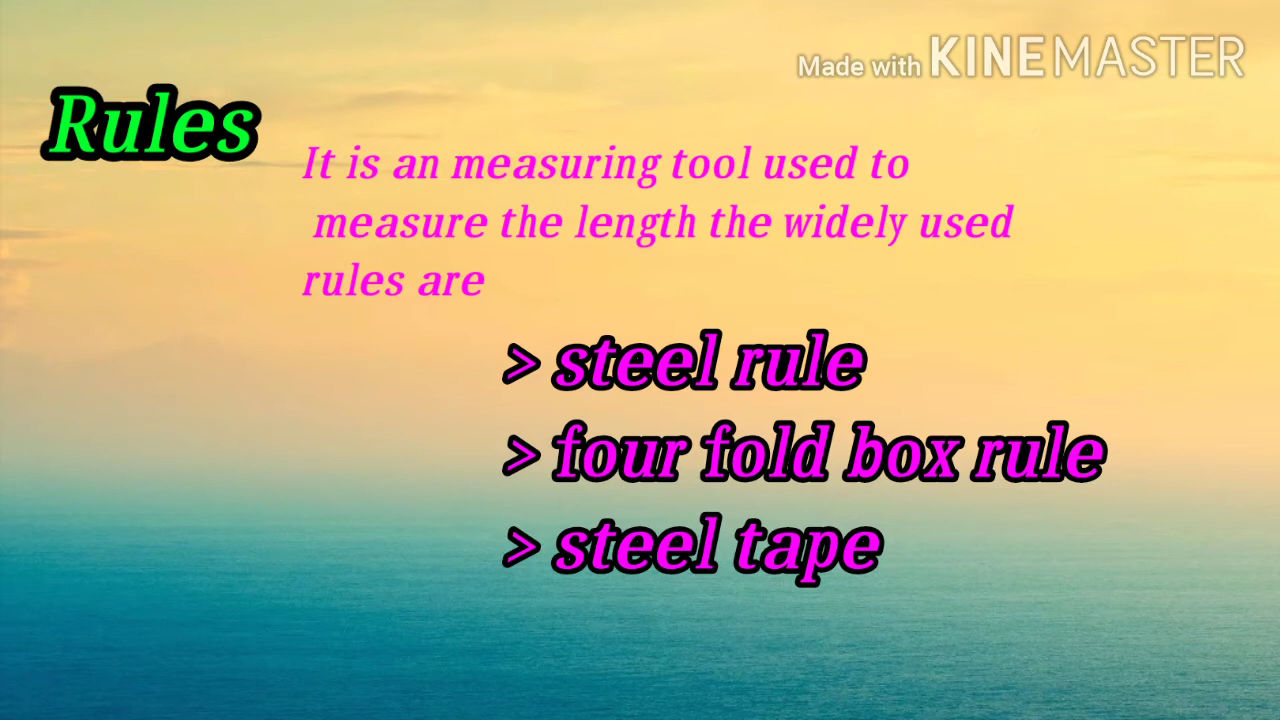 Made with KINEMASTER
Rules
It is an measuring tool used to
measure the length the widely used
rules are
> steel rule
> four fold box rule
> steel tape